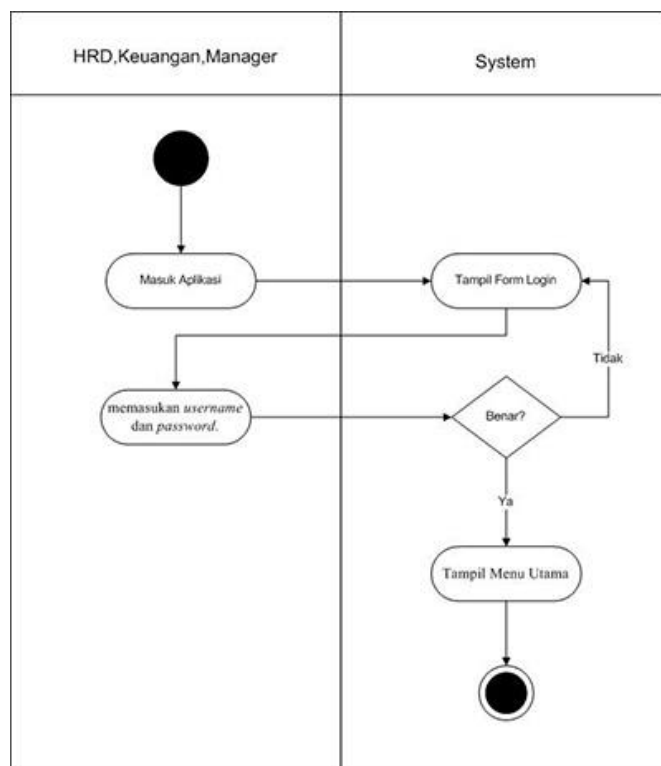 HRD,Keuangan,Manager
System
Masuk Aplikasi
Tampil Form Login
Tidak
memasukan username
dan password.
Benar?
Ya
Tampil Menu Utama